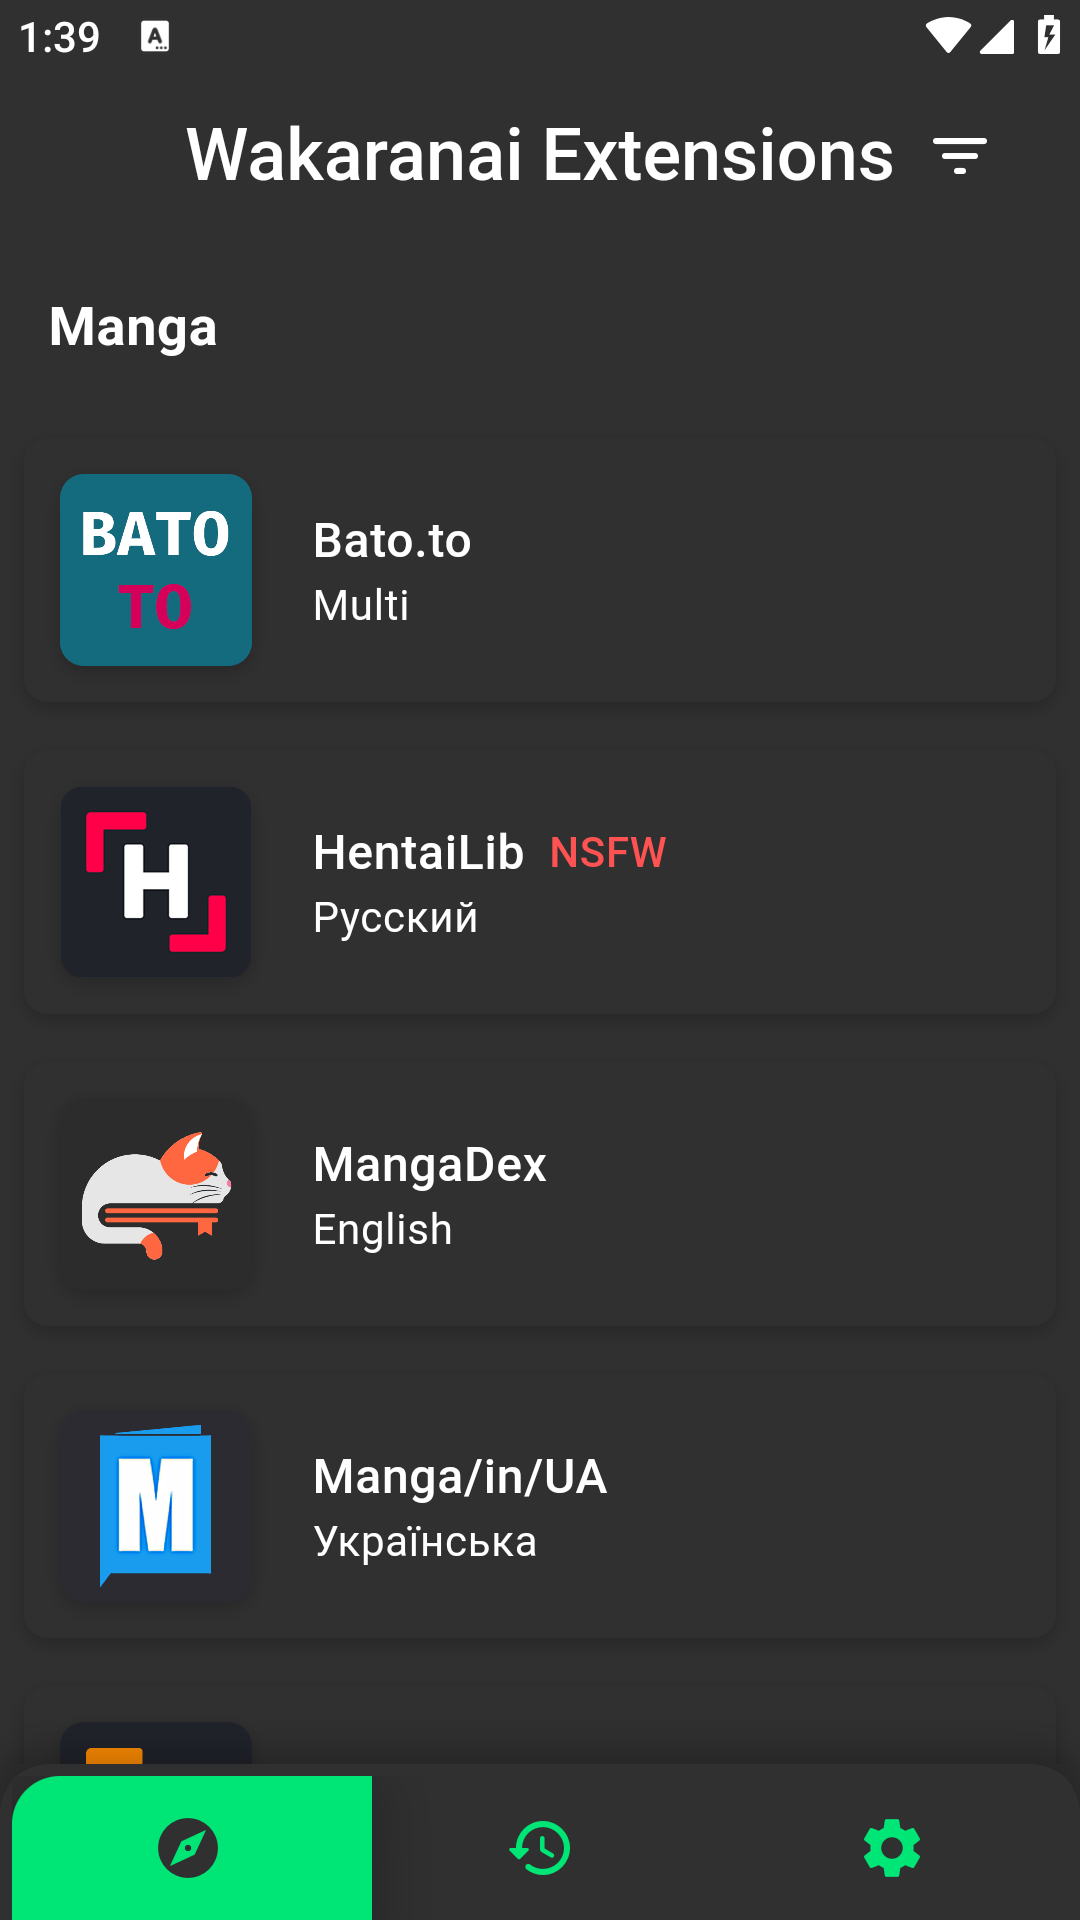 1:39
Wakaranai Extensions
Manga
BATO
TO
Bato.to
Multi
H
HentaiLib NSFW
Русский
MangaDex
English
M
Manga/in/UA
Українська